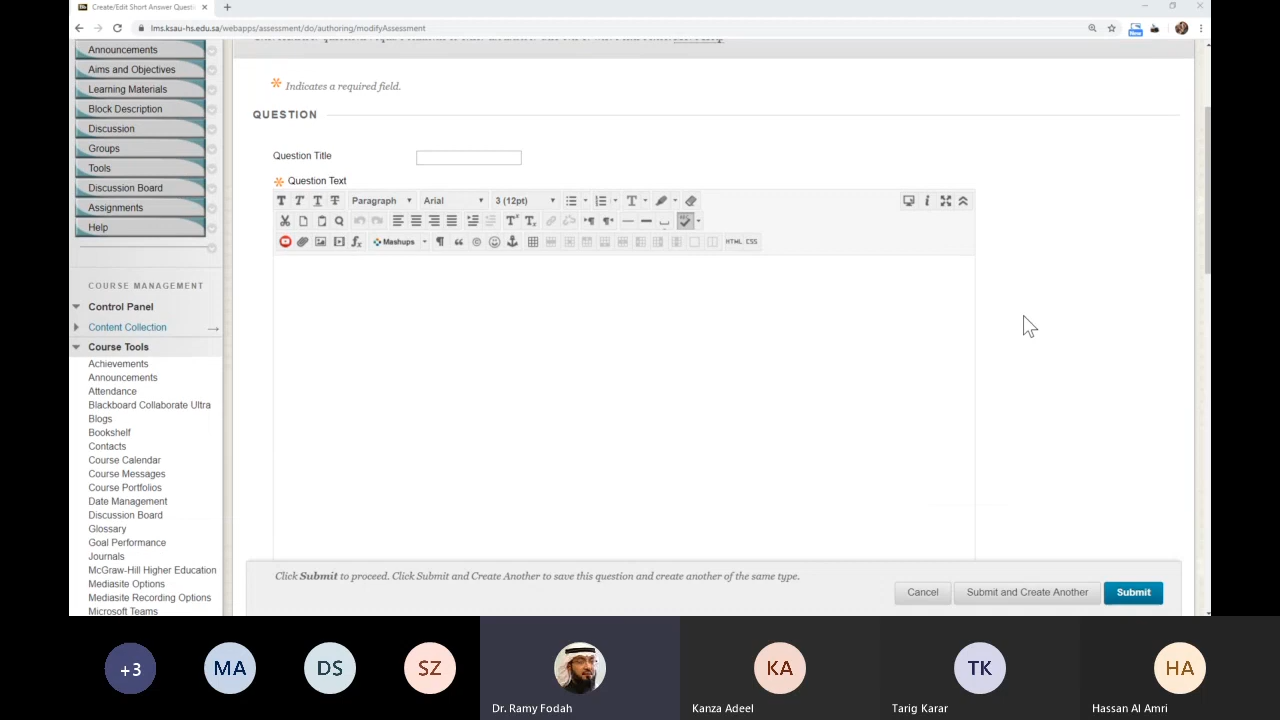 Create/Edit Short Answer Questi
lms.ksau-hs.edu.sa/webapps/assessment/do/authoring/modifyAssessment
New
Announcements
Aims and Objectives
Learning Materials
Block Description
Discussion
Groups
Tools
Discussion Board
Assignments
Help
COURSE MANAGEMENT
Control Panel
Content Collection
Course Tools
Achievements
Announcements
Attendance
Blackboard Collaborate Ultra
Blogs
Bookshelf
Contacts
Course Calendar
Course Messages
Course Portfolios
Date Management
Discussion Board
Glossary
Goal Performance
Journals
McGraw-Hill Higher Education
Mediasite Options
Mediasite Recording Options
Microsoft Teams
Indicates a required field.
QUESTION
Question Title
Question Text
T T T T Paragraph Arial 3 (12pt)
Mashups HTML CSS
Click Submit to proceed. Click Submit and Create Another to save this question and create another of the same type.
Cancel Submit and Create Another Submit
+3 MA DS SZ KA TK HA
Dr. Ramy Fodah Kanza Adeel Tarig Karar Hassan Al Amri